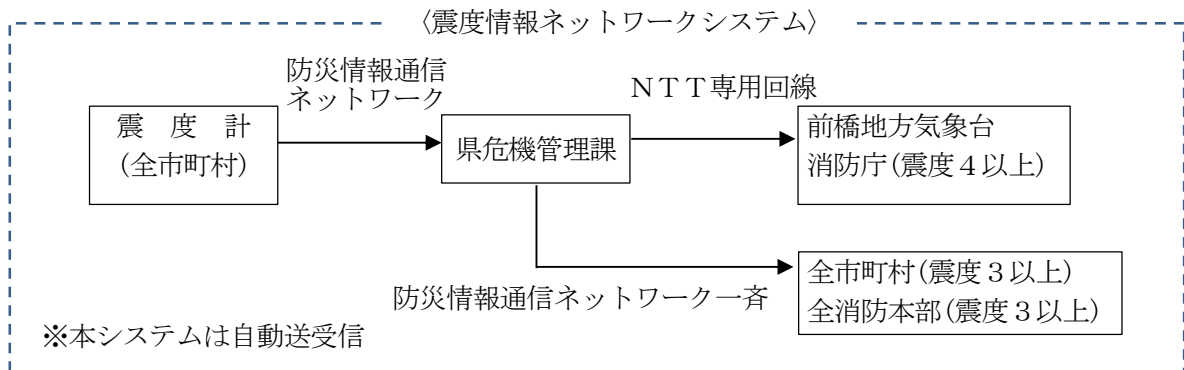 〈震度情報ネットワークシステム〉
防災情報通信
ネットワーク
NTT専用回線
震 度 計
(全市町村)
県危機管理課
前橋地方気象台
消防庁(震度4以上)
全市町村(震度3以上)
全消防本部(震度3以上)
防災情報通信ネットワーク一斉
※本システムは自動送受信